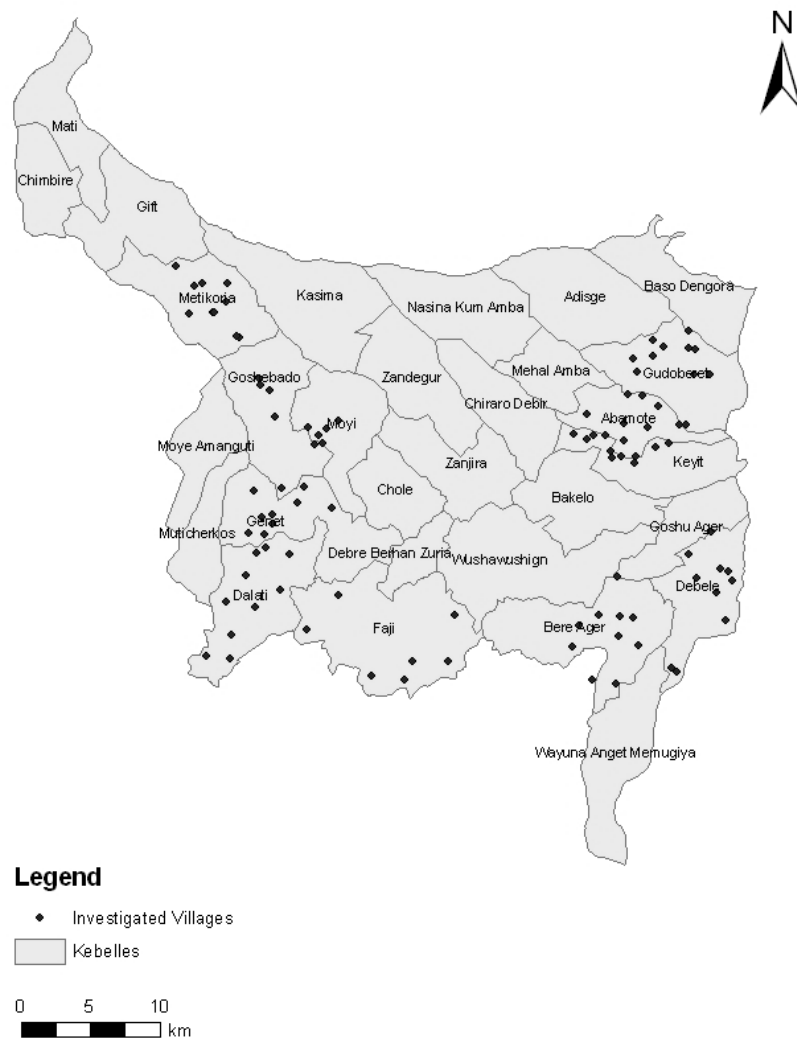 N
Mati
Chimbire
Gift
Metikoria
Kasima
Nasina Kum Amba
Adisge
Baso Dengora
Goshebado
Zandegur
Mehal Amba
Gudoberet
Chiraro Debir
Abamote
Moye Amanguti
Moyi
Zanjira
Keyit
Chole
Bakelo
Muticherkos
Genet
Debre Berhan Zuria
Wushawushign
Goshu Ager
Dalati
Faji
Bere Ager
Debele
Wayuna Anget Memugiya
Legend
Investigated Villages
Kebelles
0 5 10
km